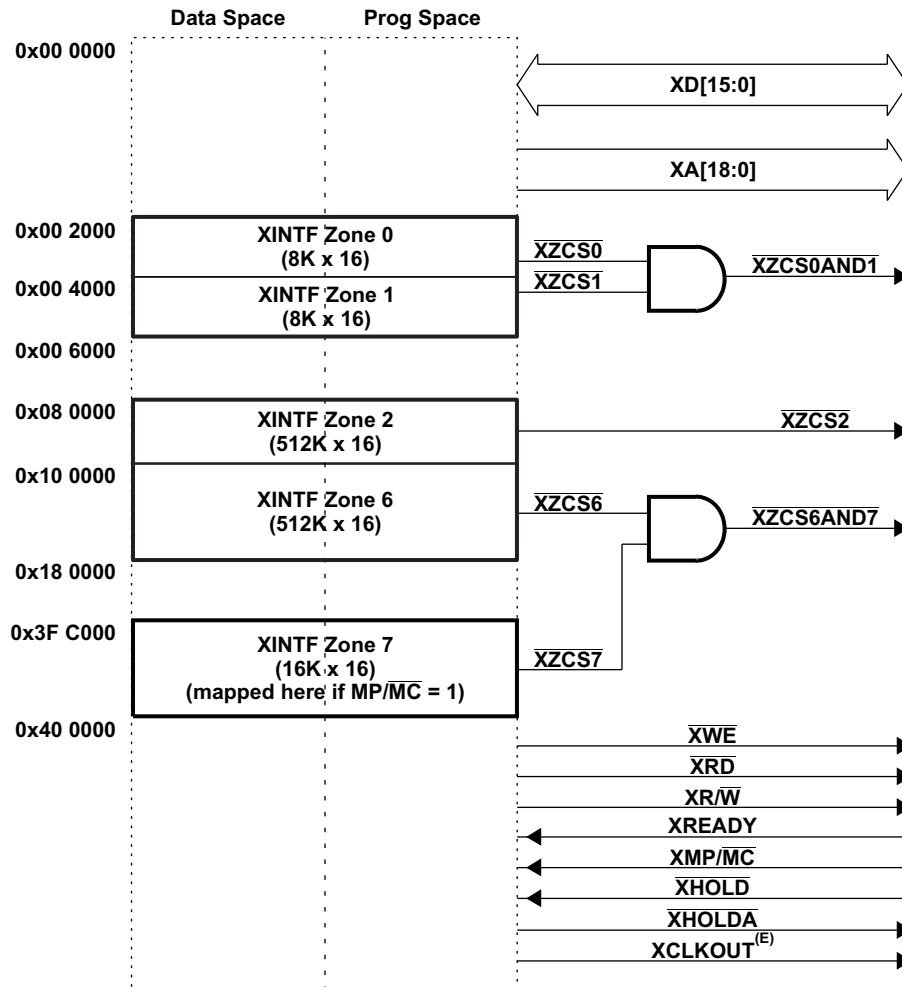 Data Space Prog Space
0x00 0000
XD[15:0]
XA[18:0]
0x00 2000
XINTF Zone 0
(8K x 16)
XZCS0
XZCS0AND1
0x00 4000
XINTF Zone 1
(8K x 16)
XZCS1
0x00 6000
0x08 0000
XINTF Zone 2
(512K x 16)
XZCS2
0x10 0000
XINTF Zone 6
(512K x 16)
XZCS6
XZCS6AND7
0x18 0000
0x3F C000
XINTF Zone 7
(16K x 16)
(mapped here if MP/MC = 1)
XZCS7
0x40 0000
XWE
XRD
XR/W
XREADY
XMP/MC
XHOLD
XHOLDA
XCLKOUT(E)